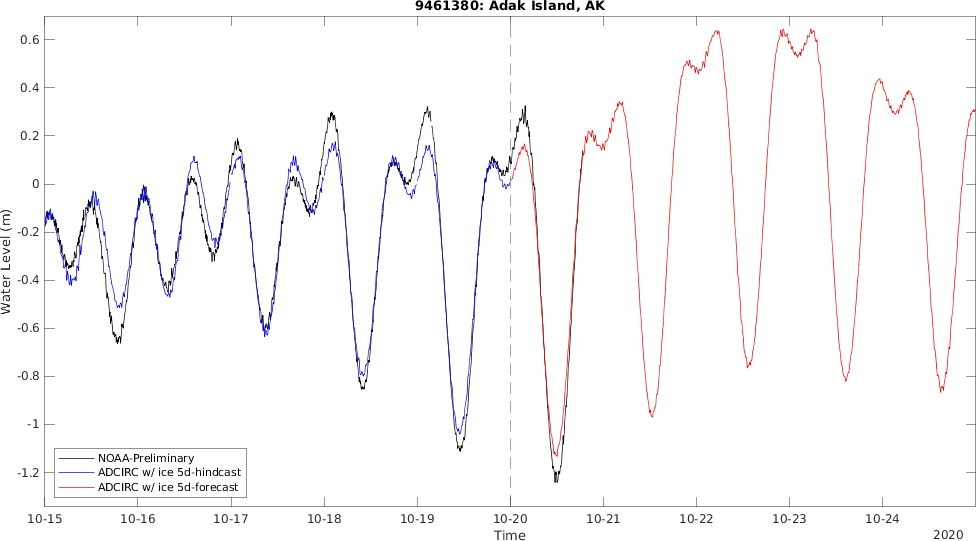 9461380: Adak Island, AK
Water Level (m)
0.6
0.4
0.2
0
-0.2
-0.4
-0.6
-0.8
-1
-1.2
NOAA-Preliminary
ADCIRC w/ ice 5d-hindcast
ADCIRC w/ ice 5d-forecast
10-15 10-16 10-17 10-18 10-19 10-20 10-21 10-22 10-23 10-24
Time
2020